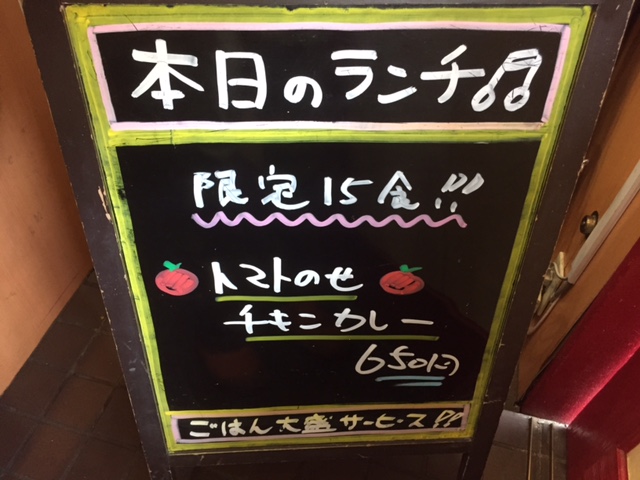 本日のランチ♫
限定15食!!
トマトのせ
チキンカレー
650円
ごはん大盛サービス!!